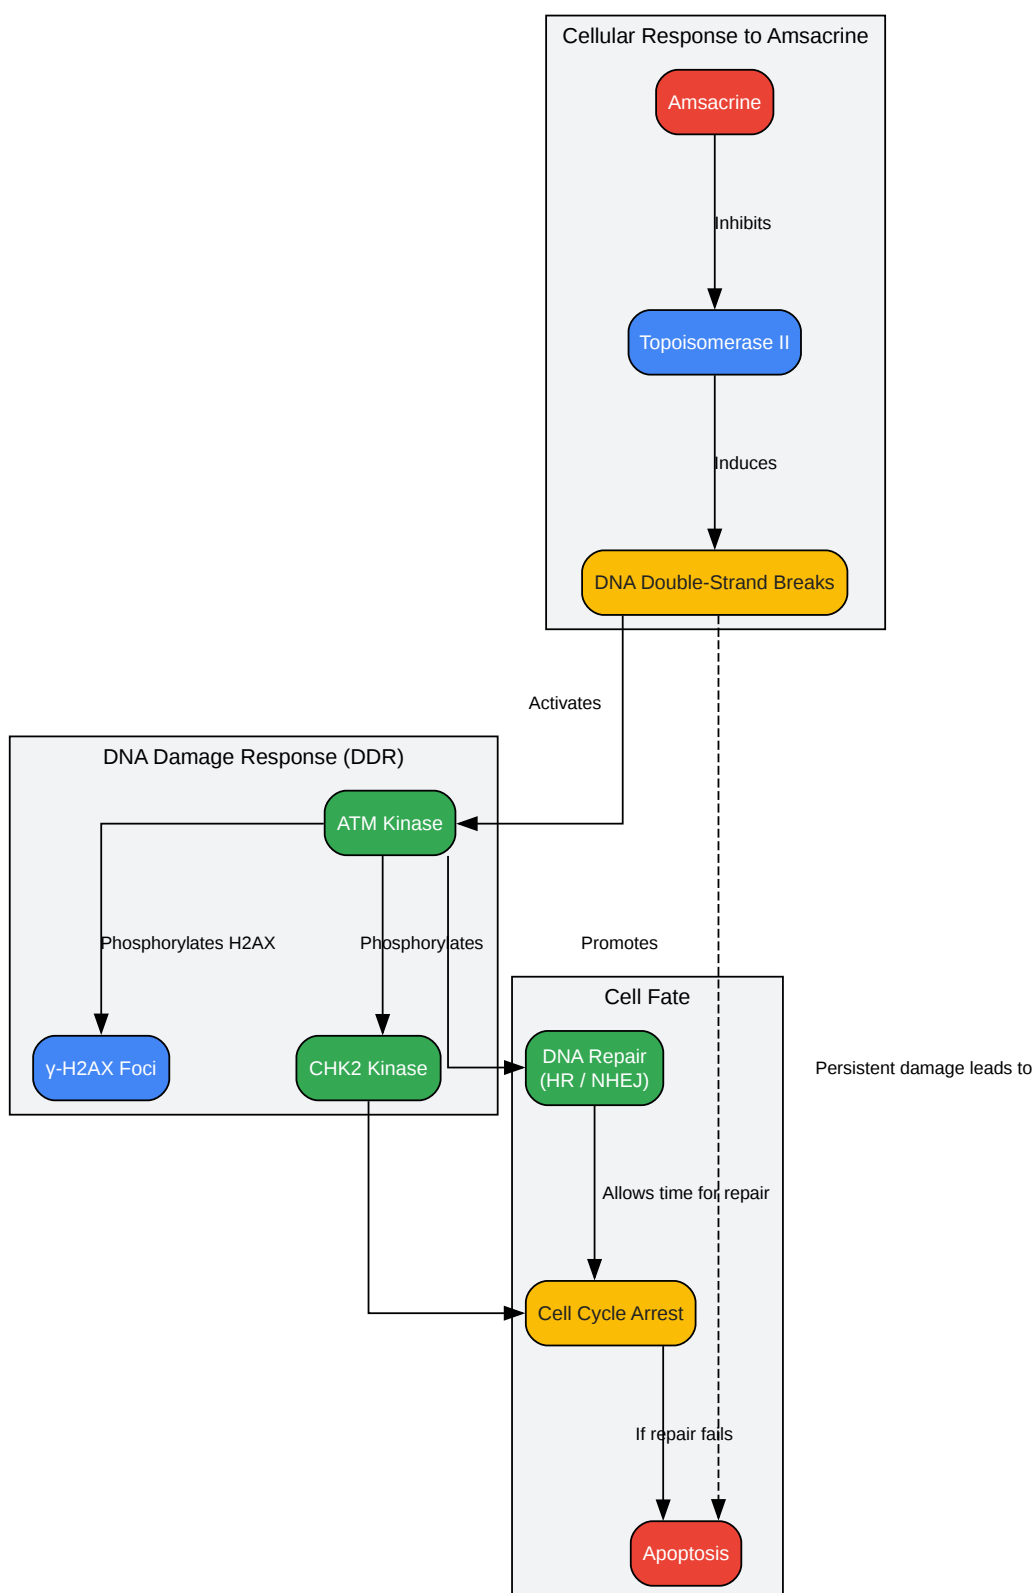 Cellular Response to Amsacrine
Amsacrine
Inhibits
Topoisomerase II
Induces
DNA Double-Strand Breaks
Activates
DNA Damage Response (DDR)
ATM Kinase
Phosphorylates H2AX
Phosphorylates
Promotes
Cell Fate
γ-H2AX Foci
CHK2 Kinase
DNA Repair
(HR / NHEJ)
Persistent damage leads to
Allows time for repair
Cell Cycle Arrest
If repair fails
Apoptosis